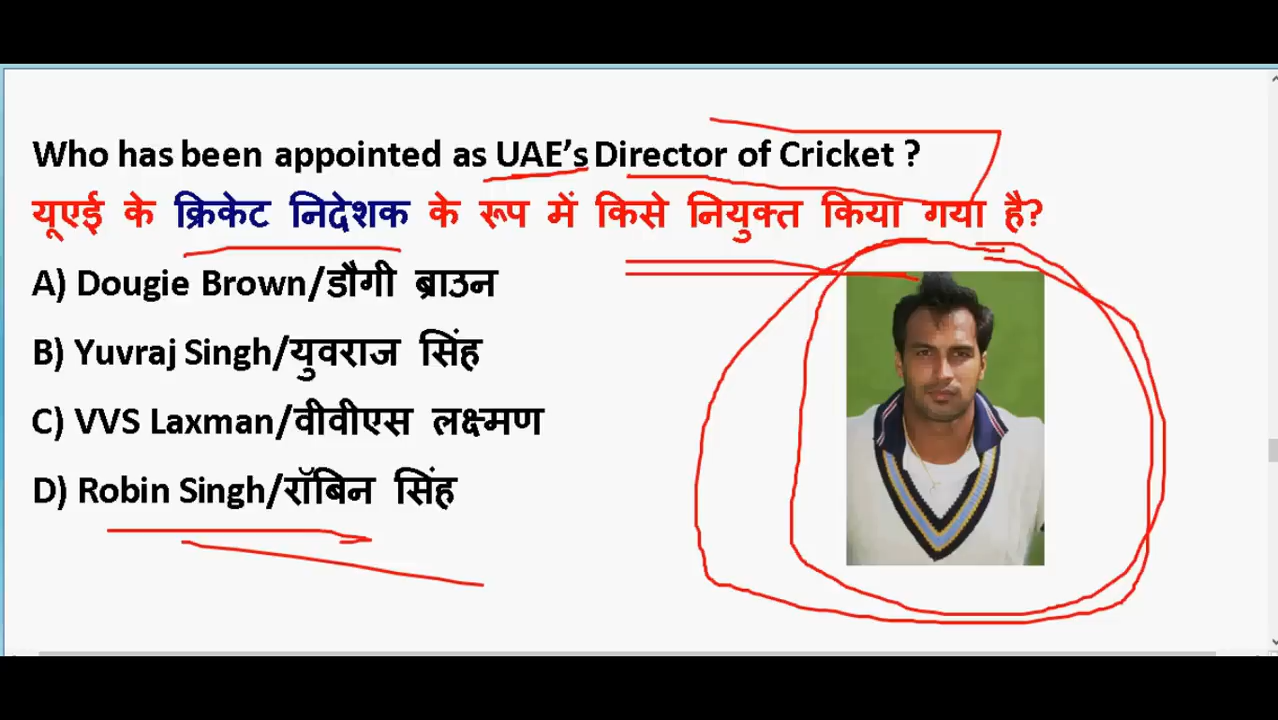 Who has been appointed as UAE’s Director of Cricket ?
यूएई के क्रिकेट निदेशक के रूप में किसे नियुक्त किया गया है?
A) Dougie Brown/डौगी ब्राउन
B) Yuvraj Singh/युवराज सिंह
C) VVS Laxman/वीवीएस लक्ष्मण
D) Robin Singh/रॉबिन सिंह